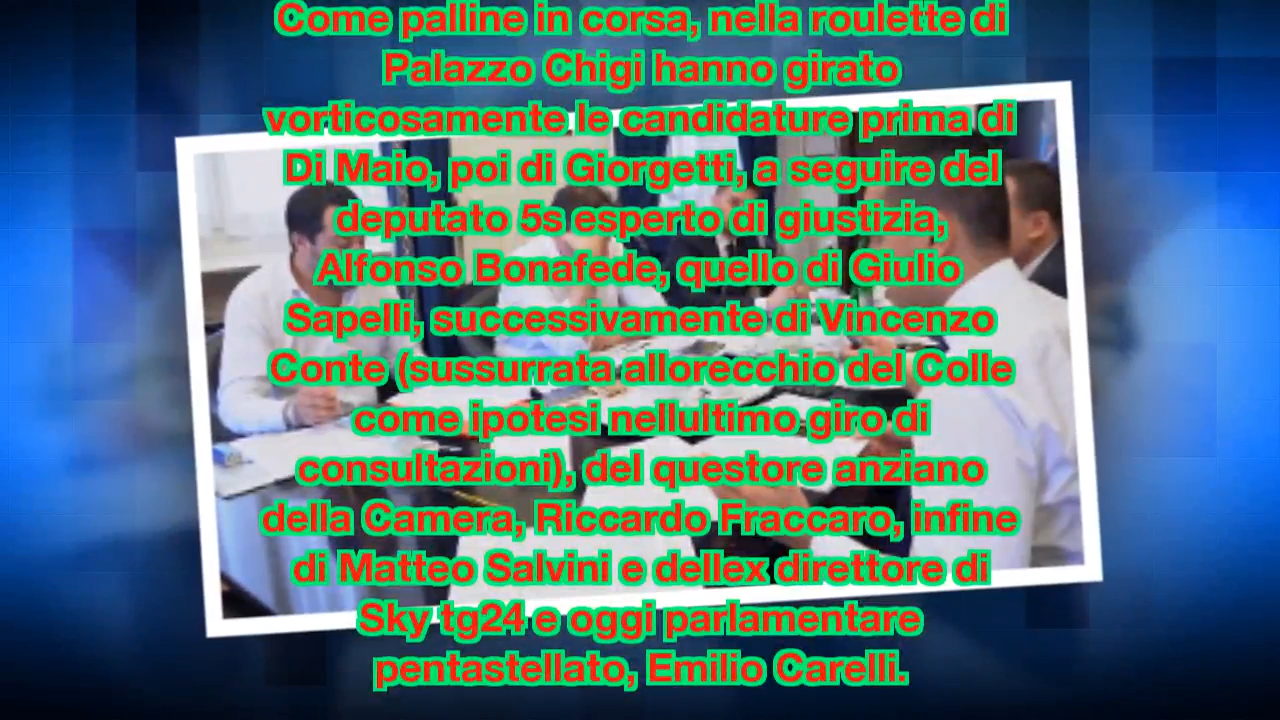 Come palline in corsa, nella roulette di
Palazzo Chigi hanno girato
vorticosamente le candidature prima di
Di Maio, poi di Giorgetti, a seguire del
deputato 5s esperto di giustizia,
Alfonso Bonafede, quello di Giulio
Sapelli, successivamente di Vincenzo
Conte (sussurrata allorecchio del Colle
come ipotesi nellultimo giro di
consultazioni), del questore anziano
della Camera, Riccardo Fraccaro, infine
di Matteo Salvini e dellex direttore di
Sky tg24 e oggi parlamentare
pentastellato, Emilio Carelli.